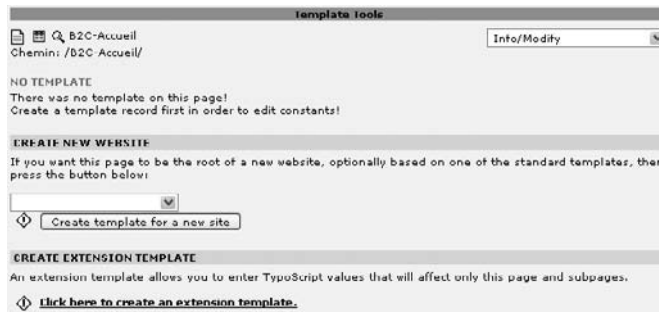 Template Tools
B2C-Accueil
Info/Modify
Chemin: /B2C-Accueil/
NO TEMPLATE
There was no template on this page!
Create a template record first in order to edit constants!
CREATE NEW WEBSITE
If you want this page to be the root of a new website, optionally based on one of the standard templates, then
press the button below:
Create template for a new site
CREATE EXTENSION TEMPLATE
An extension template allows you to enter TypoScript values that will affect only this page and subpages.
Click here to create an extension template.